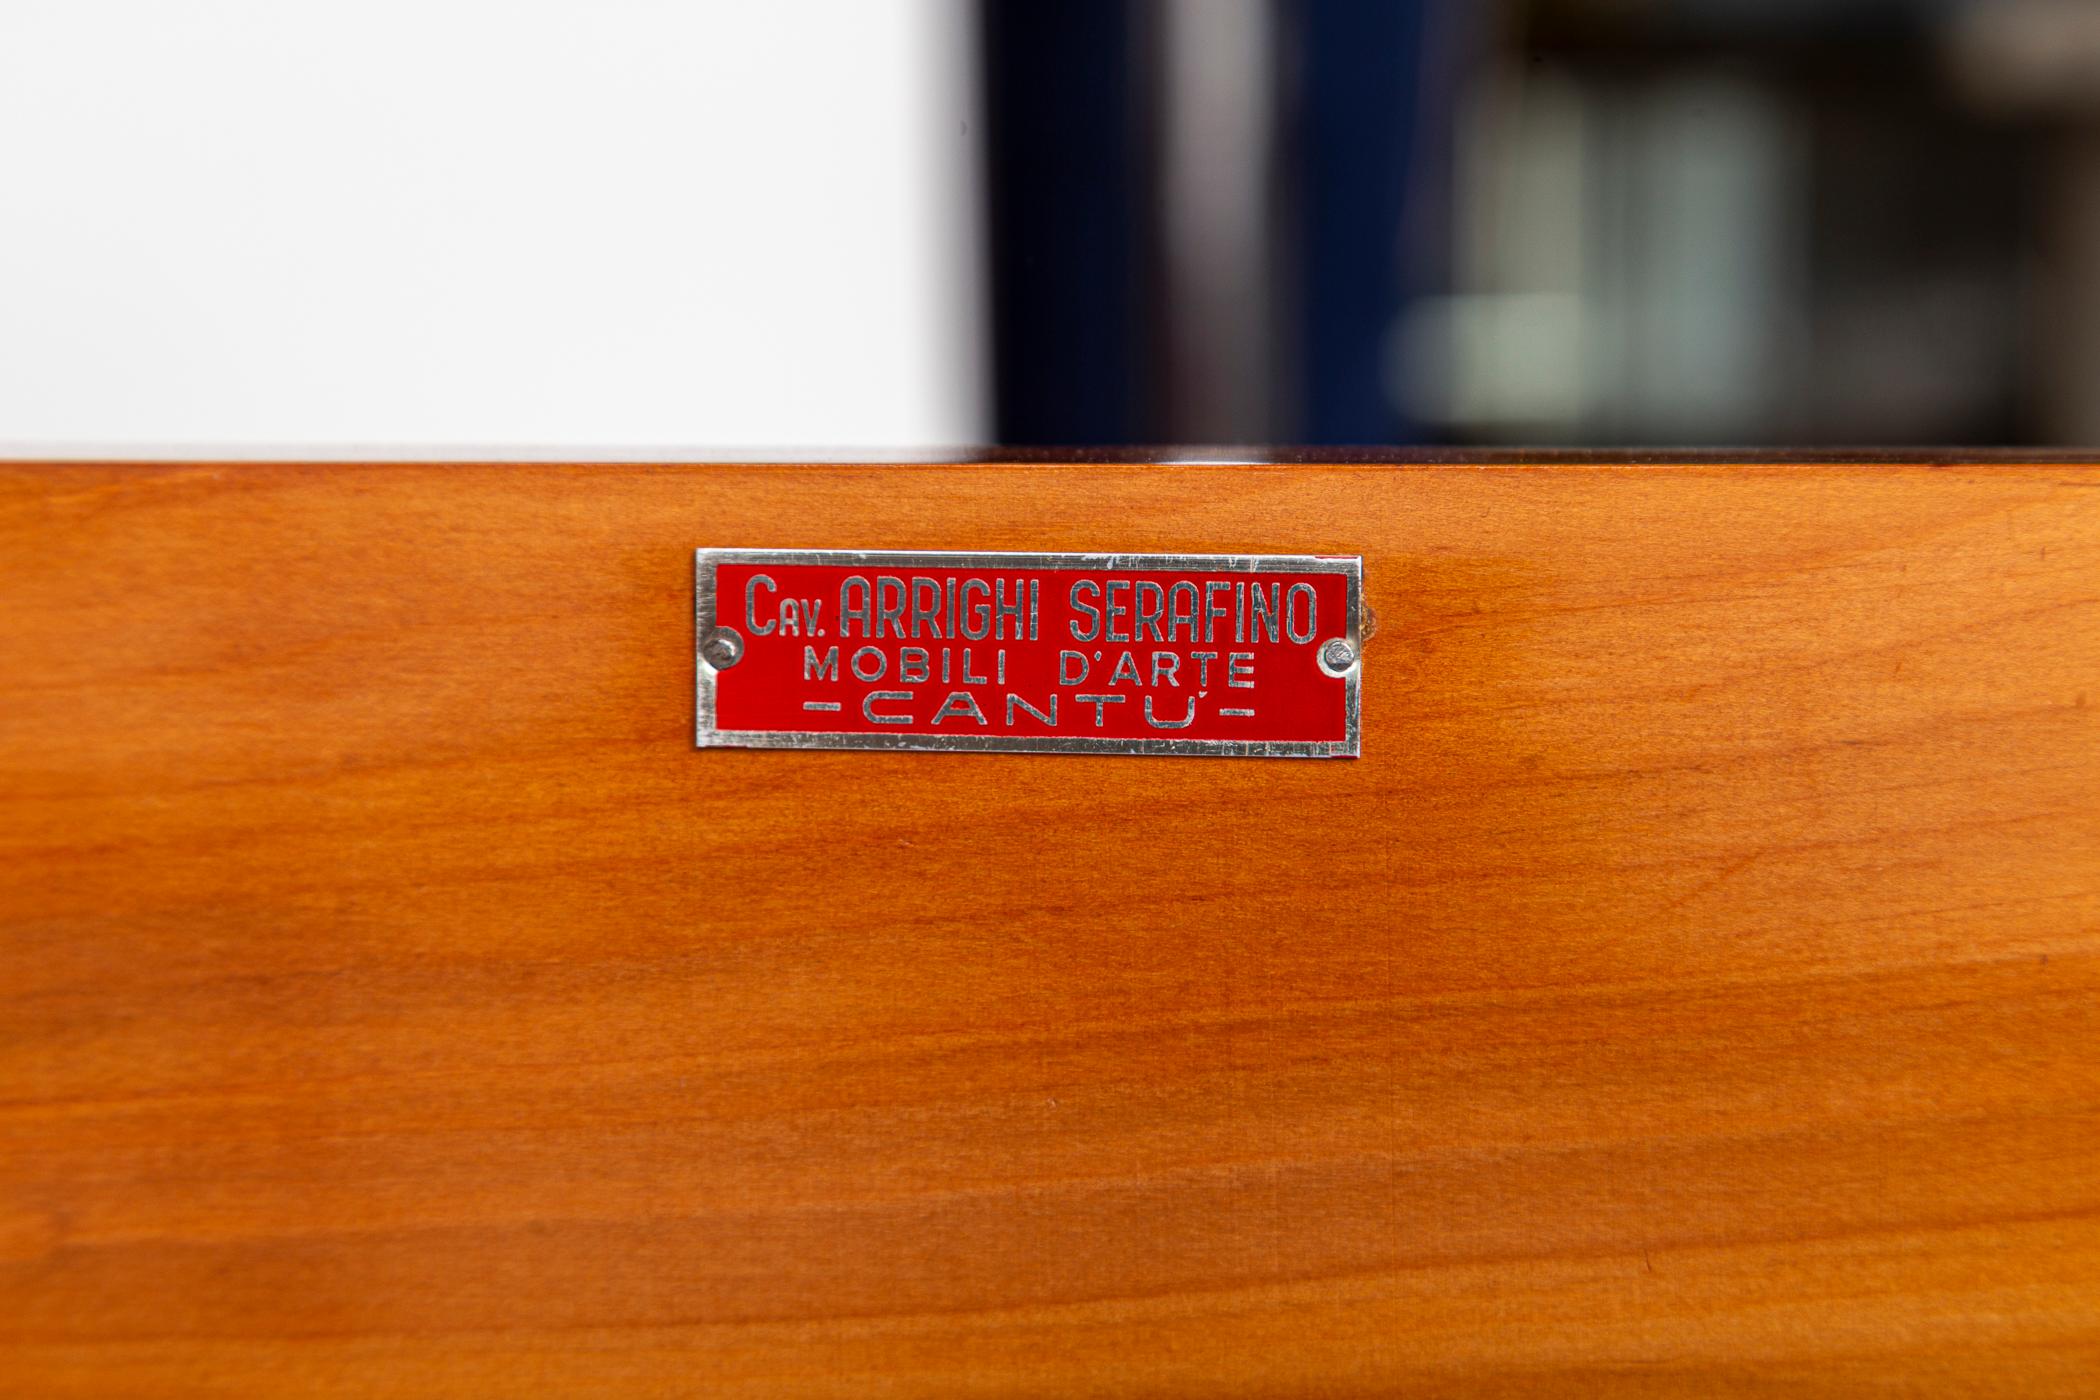 CAV. ARRIGHI SERAFINO
MOBILI D'ARTE
-CANTU'-